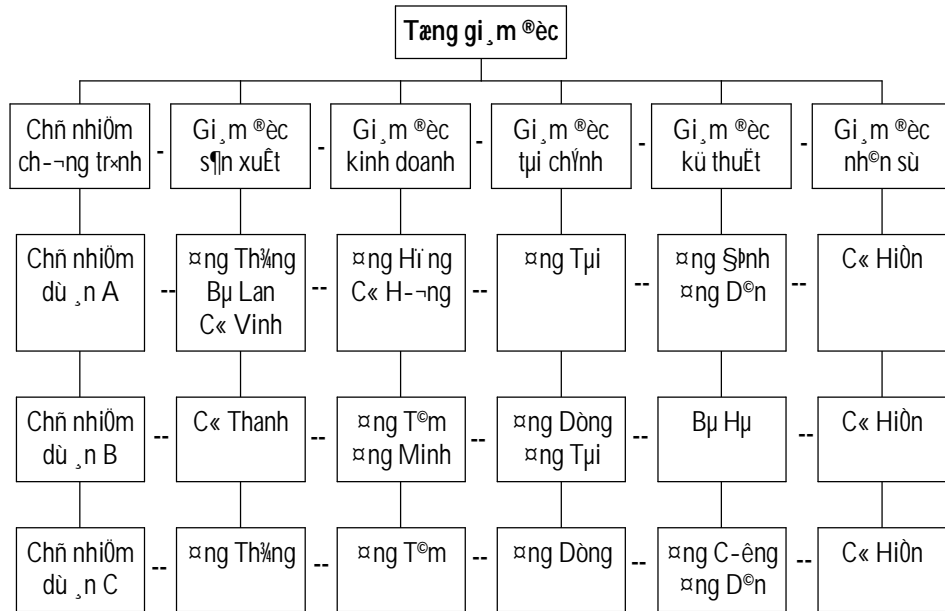 Tæng gi¸m ®èc
Chñ nhiÖm
ch-¬ng tr×nh
Gi¸m ®èc
s¶n xuÊt
Gi¸m ®èc
kinh doanh
Gi¸m ®èc
tµi chÝnh
Gi¸m ®èc
kü thuËt
Gi¸m ®èc
nh©n sù
Chñ nhiÖm
dù ¸n A
¤ng Th¾ng
Bµ Lan
C« Vinh
¤ng Hïng
C« H-¬ng
¤ng Tµi
¤ng §Þnh
¤ng D©n
C« HiÒn
Chñ nhiÖm
dù ¸n B
C« Thanh
¤ng T©m
¤ng Minh
¤ng Dòng
¤ng Tµi
Bµ Hµ
C« HiÒn
Chñ nhiÖm
dù ¸n C
¤ng Th¾ng
¤ng T©m
¤ng Dòng
¤ng C-êng
¤ng D©n
C« HiÒn